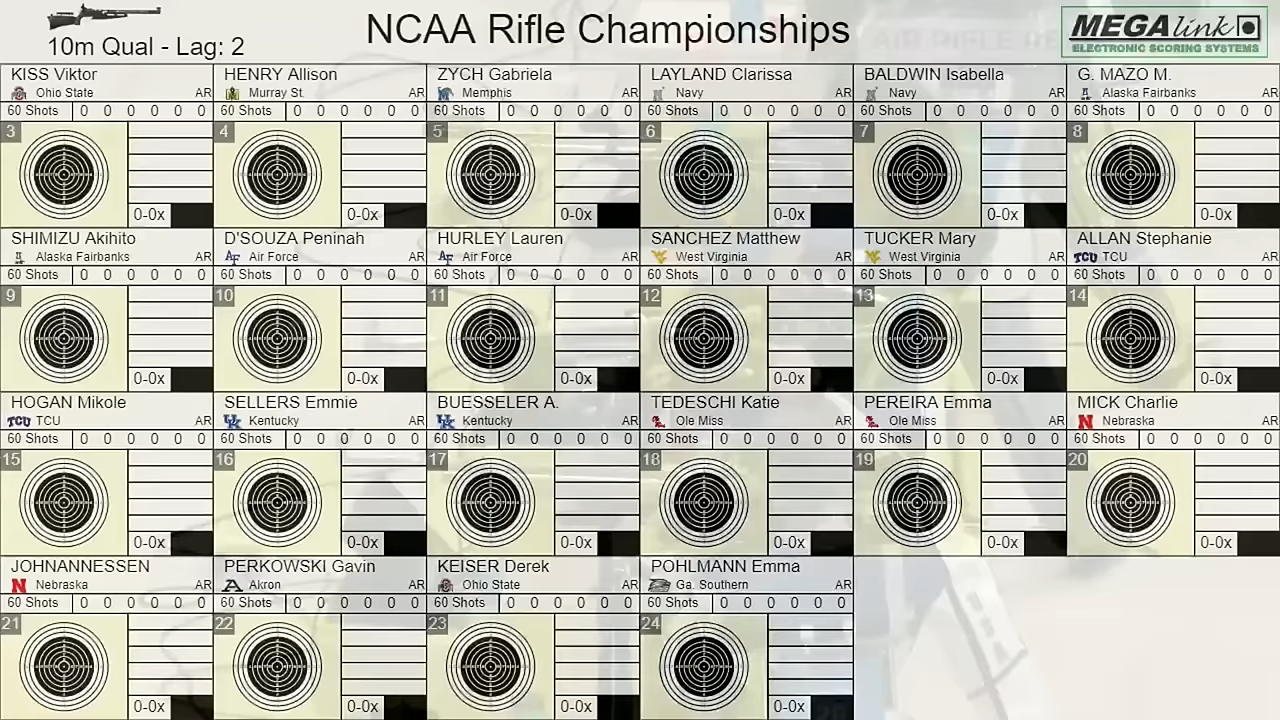 NCAA Rifle Championships
10m Qual - Lag: 2
MEGAlink
ELECTRONIC SCORING SYSTEMS
KISS Viktor
Ohio State AR
60 Shots 0 0 0 0 0 0
3
0-0x
HENRY Allison
Murray St. AR
60 Shots 0 0 0 0 0 0
4
0-0x
ZYCH Gabriela
Memphis AR
60 Shots 0 0 0 0 0 0
5
0-0x
LAYLAND Clarissa
Navy AR
60 Shots 0 0 0 0 0 0
6
0-0x
BALDWIN Isabella
Navy AR
60 Shots 0 0 0 0 0 0
7
0-0x
G. MAZO M.
Alaska Fairbanks AR
60 Shots 0 0 0 0 0 0
8
0-0x
SHIMIZU Akihito
Alaska Fairbanks AR
60 Shots 0 0 0 0 0 0
9
0-0x
D'SOUZA Peninah
AF Air Force AR
60 Shots 0 0 0 0 0 0
10
0-0x
HURLEY Lauren
AF Air Force AR
60 Shots 0 0 0 0 0 0
11
0-0x
SANCHEZ Matthew
West Virginia AR
60 Shots 0 0 0 0 0 0
12
0-0x
TUCKER Mary
West Virginia AR
60 Shots 0 0 0 0 0 0
13
0-0x
ALLAN Stephanie
TCU TCU AR
60 Shots 0 0 0 0 0 0
14
0-0x
HOGAN Mikole
TCU TCU AR
60 Shots 0 0 0 0 0 0
15
0-0x
SELLERS Emmie
UK Kentucky AR
60 Shots 0 0 0 0 0 0
16
0-0x
BUESSELER A.
UK Kentucky AR
60 Shots 0 0 0 0 0 0
17
0-0x
TEDESCHI Katie
Ole Miss AR
60 Shots 0 0 0 0 0 0
18
0-0x
PEREIRA Emma
Ole Miss AR
60 Shots 0 0 0 0 0 0
19
0-0x
MICK Charlie
N Nebraska AR
60 Shots 0 0 0 0 0 0
20
0-0x
JOHNANNESSEN
N Nebraska AR
60 Shots 0 0 0 0 0 0
21
0-0x
PERKOWSKI Gavin
A Akron AR
60 Shots 0 0 0 0 0 0
22
0-0x
KEISER Derek
Ohio State AR
60 Shots 0 0 0 0 0 0
23
0-0x
POHLMANN Emma
Ga. Southern AR
60 Shots 0 0 0 0 0 0
24
0-0x